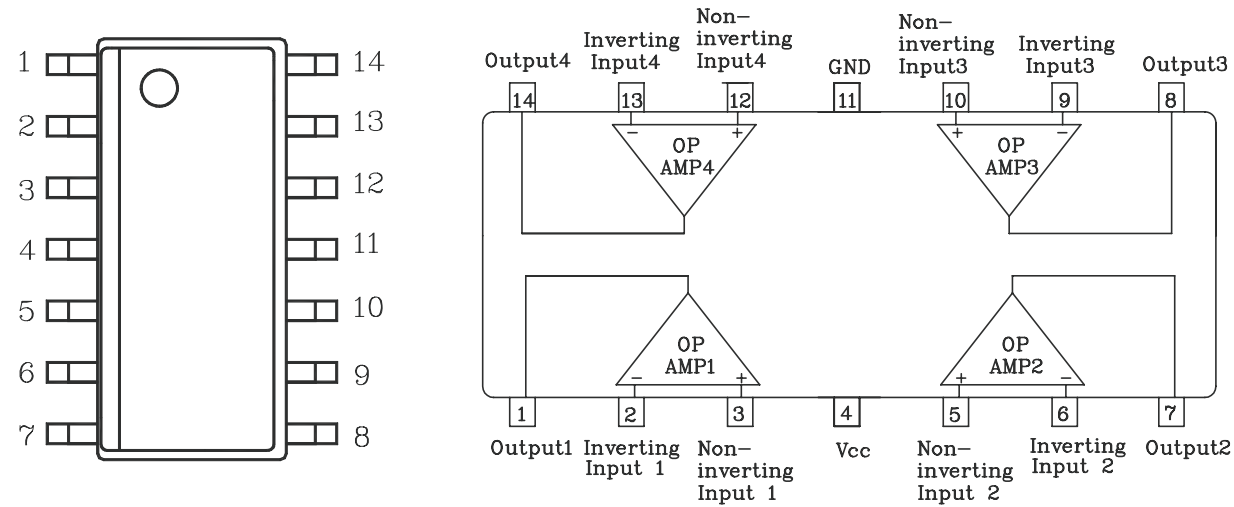 1
2
3
4
5
6
7
14
13
12
11
10
9
8
Output4
Inverting
Input4
Non-
inverting
Input4
GND
Non-
inverting
Input3
Inverting
Input3
Output3
14
13
12
11
10
9
8
- +
OP
AMP4
+ -
OP
AMP3
OP
AMP1
- +
OP
AMP2
+ -
1
2
3
4
5
6
7
Output1
Inverting
Input 1
Non-
inverting
Input 1
Vcc
Non-
inverting
Input 2
Inverting
Input 2
Output2